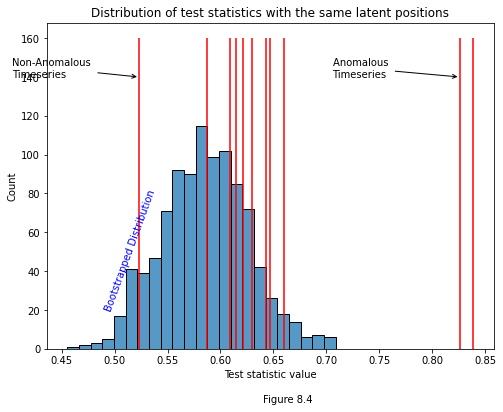 Distribution of test statistics with the same latent positions
Non-Anomalous
Timeseries
Anomalous
Timeseries
Bootstrapped Distribution
Count
160
140
120
100
80
60
40
20
0
0.45 0.50 0.55 0.60 0.65 0.70 0.75 0.80 0.85
Test statistic value
Figure 8.4